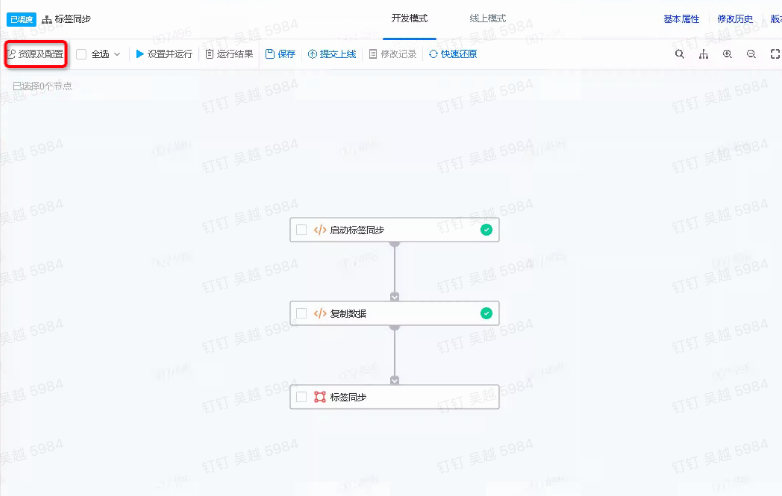 已调度 标签同步 开发模式 线上模式 基本属性 修改历史 版
资源及配置 全选 设置并运行 运行结果 保存 提交上线 修改记录 快速还原
已选择0个节点
启动标签同步
复制数据
标签同步
钉钉 吴越 5984